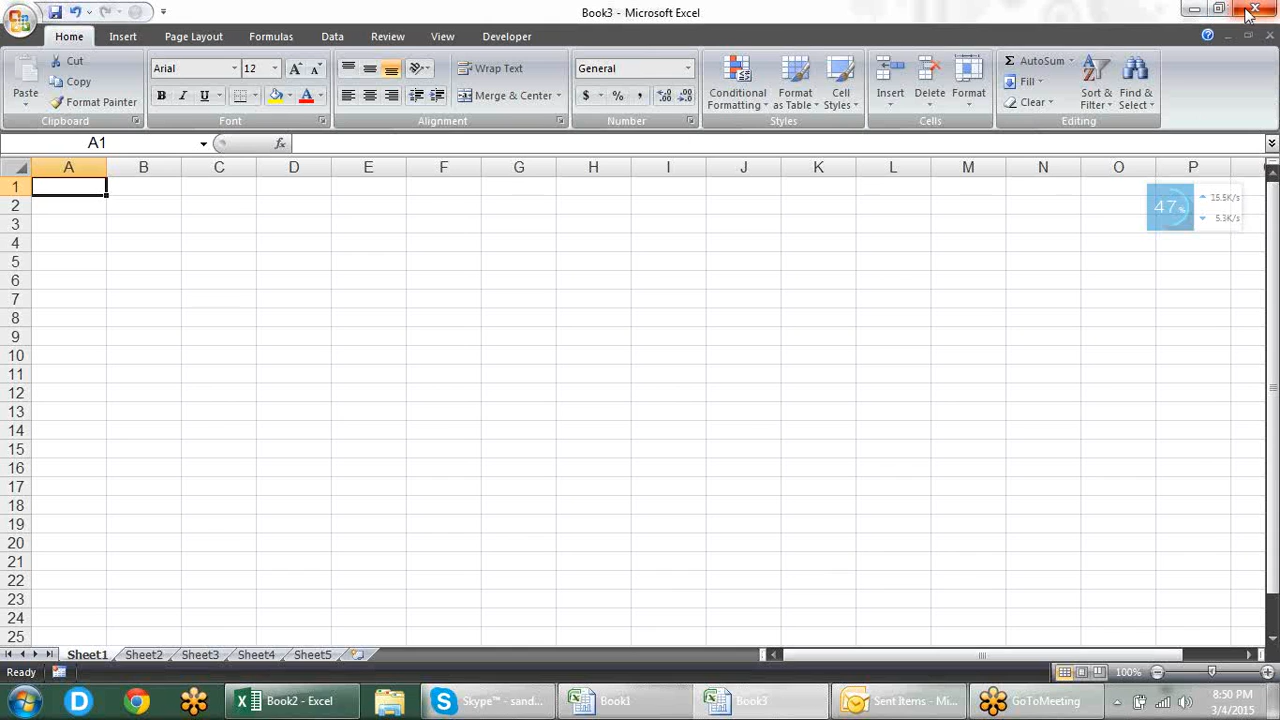 Book3 - Microsoft Excel
Home Insert Page Layout Formulas Data Review View Developer
Paste
Cut
Copy
Format Painter
Clipboard
Arial 12
B I U
Font
Wrap Text
Merge & Center
Alignment
General
$ % ,
Number
Conditional Formatting
Format as Table
Cell Styles
Styles
Insert Delete Format
Cells
Σ AutoSum
Fill
Clear
Sort & Filter
Find & Select
Editing
A1 fx
A B C D E F G H I J K L M N O P
1
2
3
4
5
6
7
8
9
10
11
12
13
14
15
16
17
18
19
20
21
22
23
24
25
47%
15.5K/s
5.3K/s
Sheet1 Sheet2 Sheet3 Sheet4 Sheet5
Ready 100%
Book2 - Excel Skype™ - sand... Book1 Book3 Sent Items - Mi... GoToMeeting
8:50 PM
3/4/2015